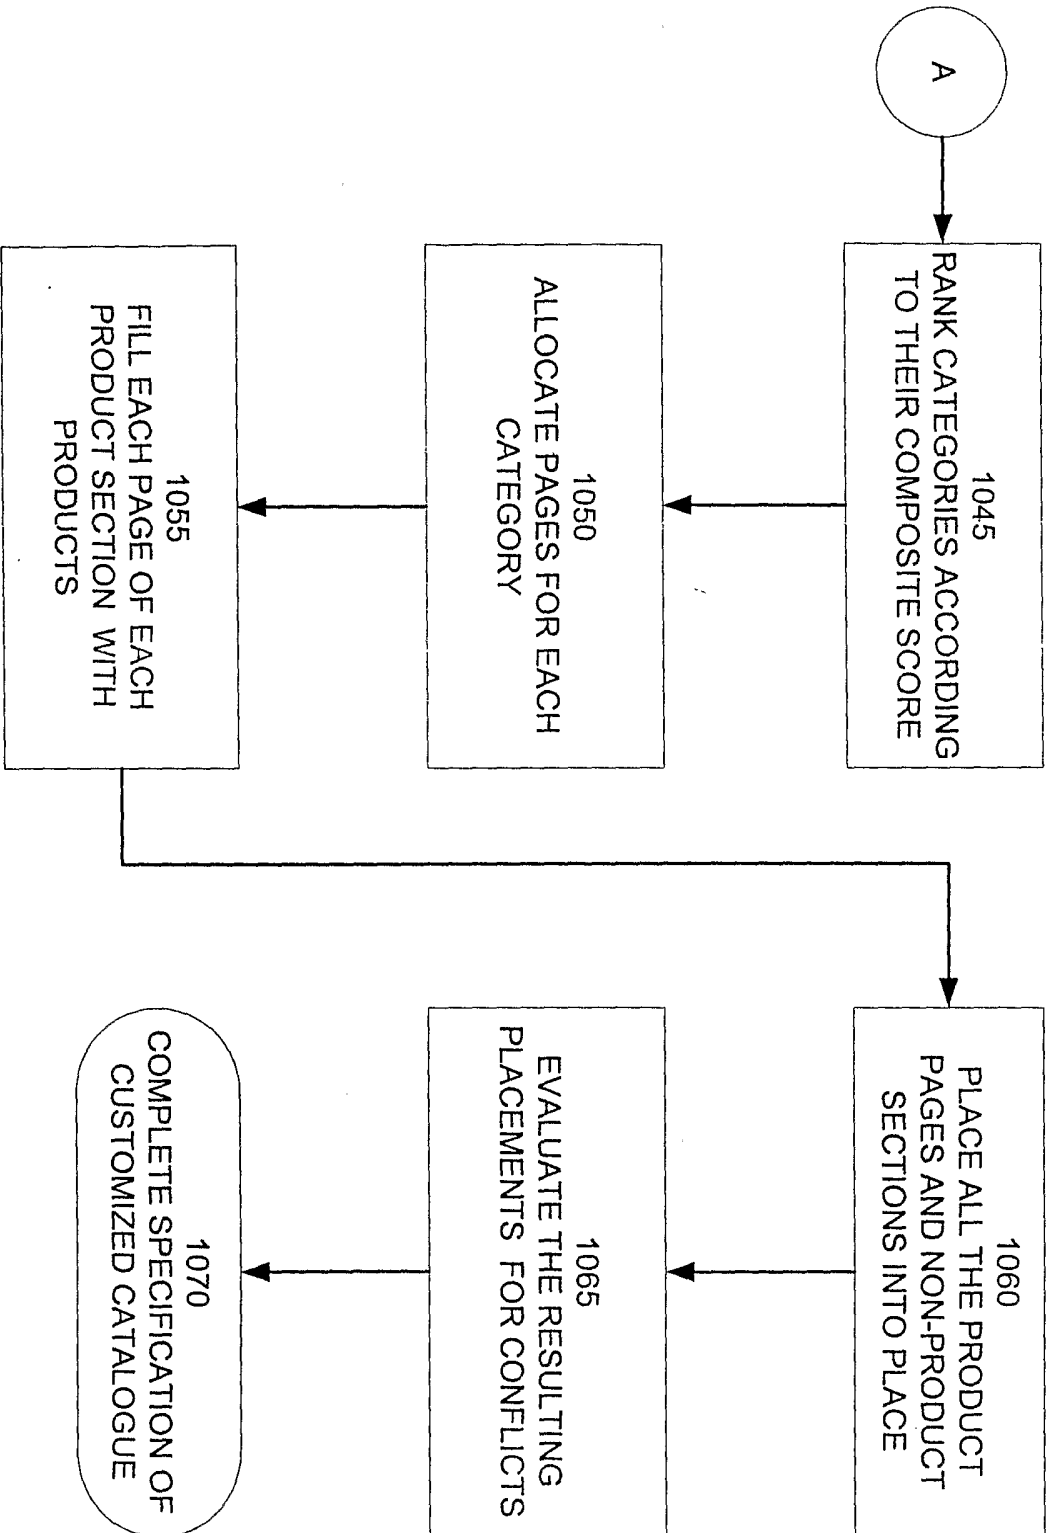 A
1045
RANK CATEGORIES ACCORDING
TO THEIR COMPOSITE SCORE
1050
ALLOCATE PAGES FOR EACH
CATEGORY
1055
FILL EACH PAGE OF EACH
PRODUCT SECTION WITH
PRODUCTS
1060
PLACE ALL THE PRODUCT
PAGES AND NON-PRODUCT
SECTIONS INTO PLACE
1065
EVALUATE THE RESULTING
PLACEMENTS FOR CONFLICTS
1070
COMPLETE SPECIFICATION OF
CUSTOMIZED CATALOGUE